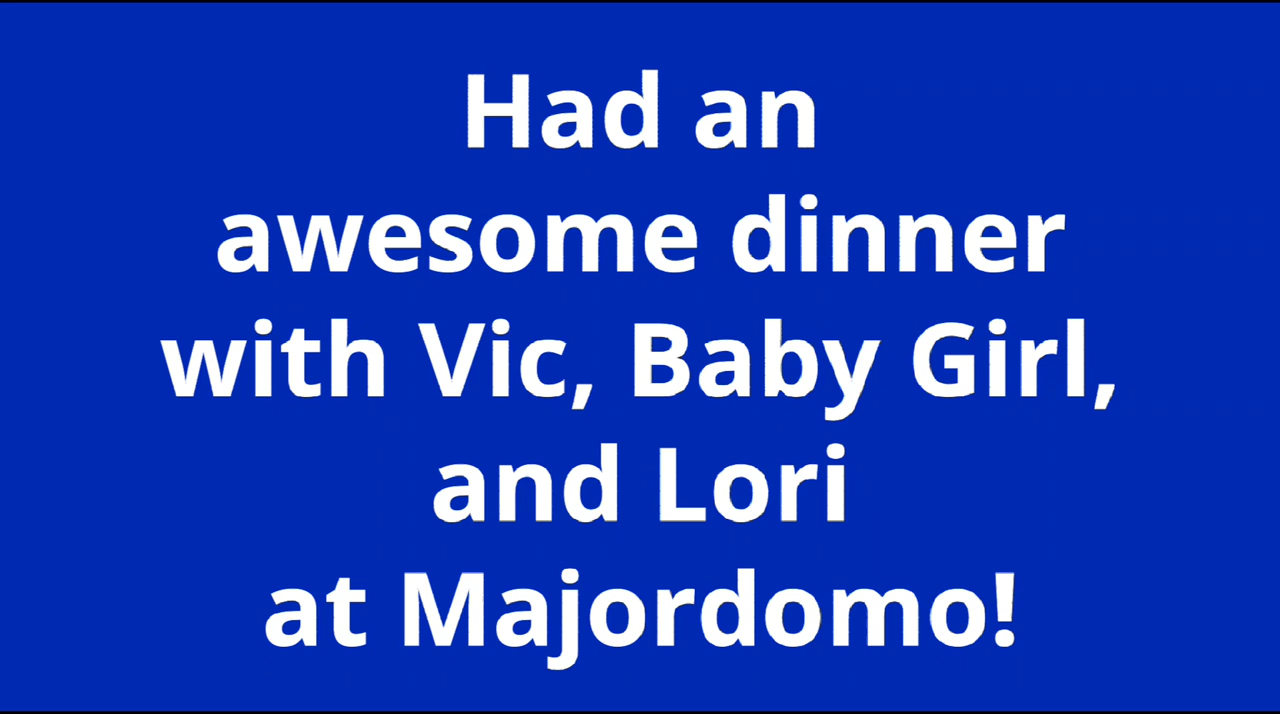 Had an
awesome dinner
with Vic, Baby Girl,
and Lori
at Majordomo!